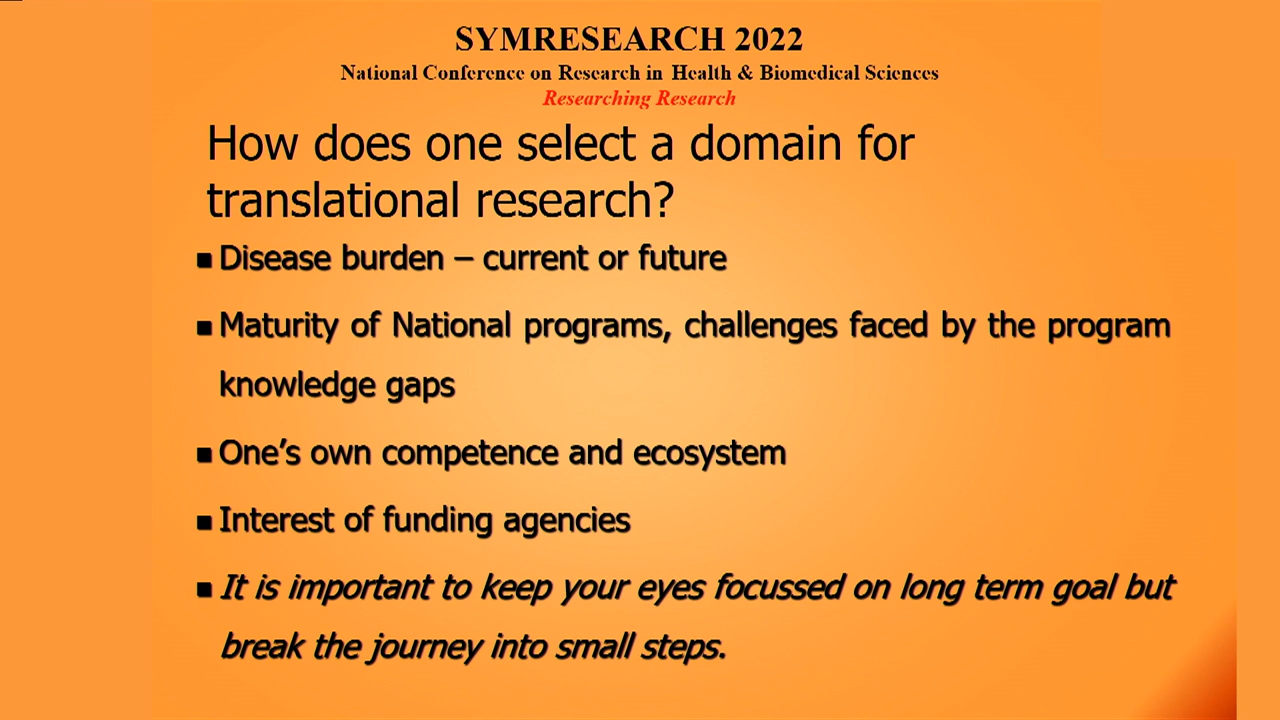 SYMRESEARCH 2022
National Conference on Research in Health & Biomedical Sciences
Researching Research
How does one select a domain for
translational research?
■ Disease burden – current or future
■ Maturity of National programs, challenges faced by the program
knowledge gaps
■ One's own competence and ecosystem
■ Interest of funding agencies
■ It is important to keep your eyes focussed on long term goal but
break the journey into small steps.